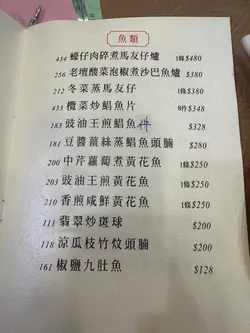 魚類
434 蠔仔肉碎煮馬友仔爐 1條$480
256 老壇酸菜泡椒煮沙巴魚爐 $380
212 冬菜蒸馬友仔 1條$380
433 欖菜炒鯧魚片 8件$348
183 豉油王煎鯧魚件 $328
181 豆醬薑絲蒸鯧魚頭腩 $280
200 中芹蘿蔔煮黃花魚 1條$250
203 豉油王煎黃花魚 1條$250
210 香煎咸鮮黃花魚 1條$250
111 翡翠炒斑球 $200
118 涼瓜枝竹炆頭腩 $200
161 椒鹽九肚魚 $128